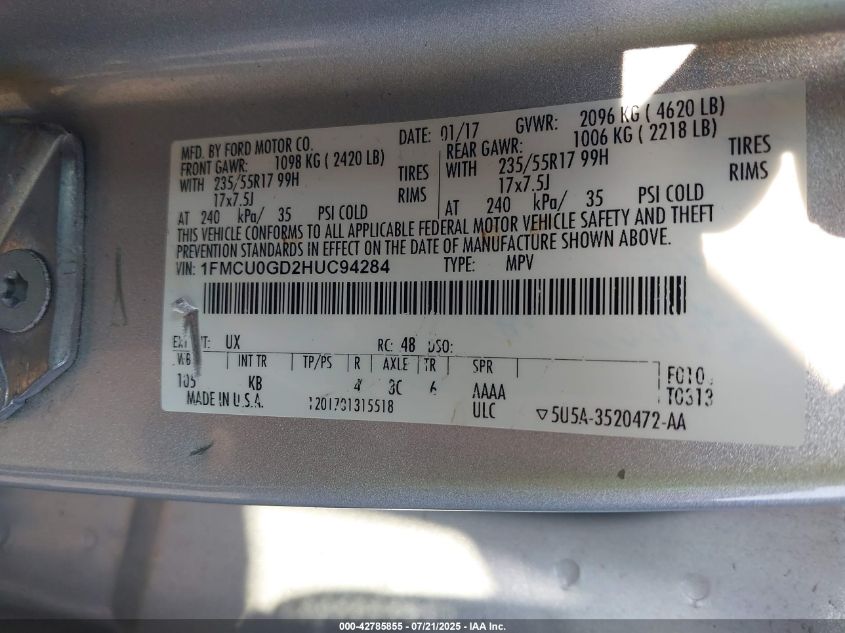 MFD. BY FORD MOTOR CO.
DATE: 01/17 GVWR: 2096 KG ( 4620 LB)
FRONT GAWR: 1098 KG ( 2420 LB)
REAR GAWR: 1006 KG ( 2218 LB)
WITH 235/55R17 99H TIRES
WITH 235/55R17 99H TIRES
17x7.5J RIMS
17x7.5J RIMS
AT 240 kPa/ 35 PSI COLD
AT 240 kPa/ 35 PSI COLD
THIS VEHICLE CONFORMS TO ALL APPLICABLE FEDERAL MOTOR VEHICLE SAFETY AND THEFT
PREVENTION STANDARDS IN EFFECT ON THE DATE OF MANUFACTURE SHOWN ABOVE.
VIN: 1FMCU0GD2HUC94284 TYPE: MPV
UX RC: 48 DSO:
WB INT TR TP/PS R AXLE TR SPR
105 KB 4 3C 6 AAAA
MADE IN U.S.A. ULC
5U5A-3520472-AA
000-42785855 - 07/21/2025 - IAA Inc.